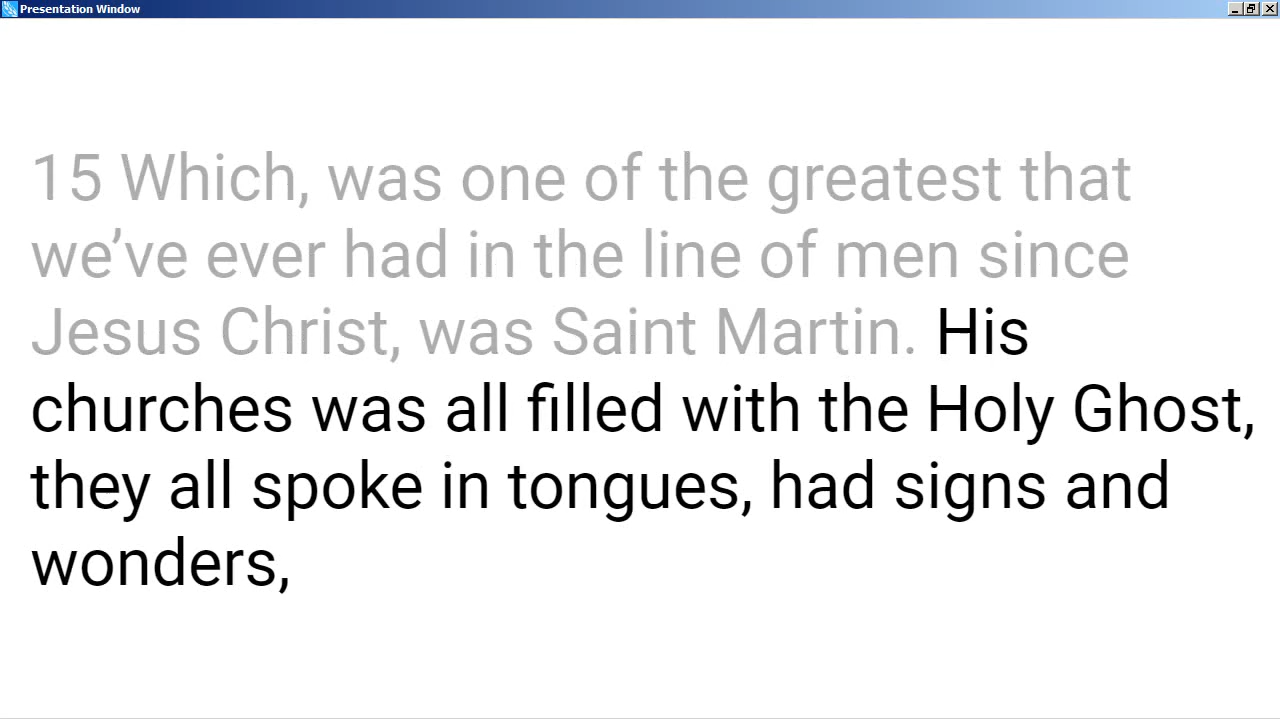 Presentation Window
15 Which, was one of the greatest that
we’ve ever had in the line of men since
Jesus Christ, was Saint Martin. His
churches was all filled with the Holy Ghost,
they all spoke in tongues, had signs and
wonders,